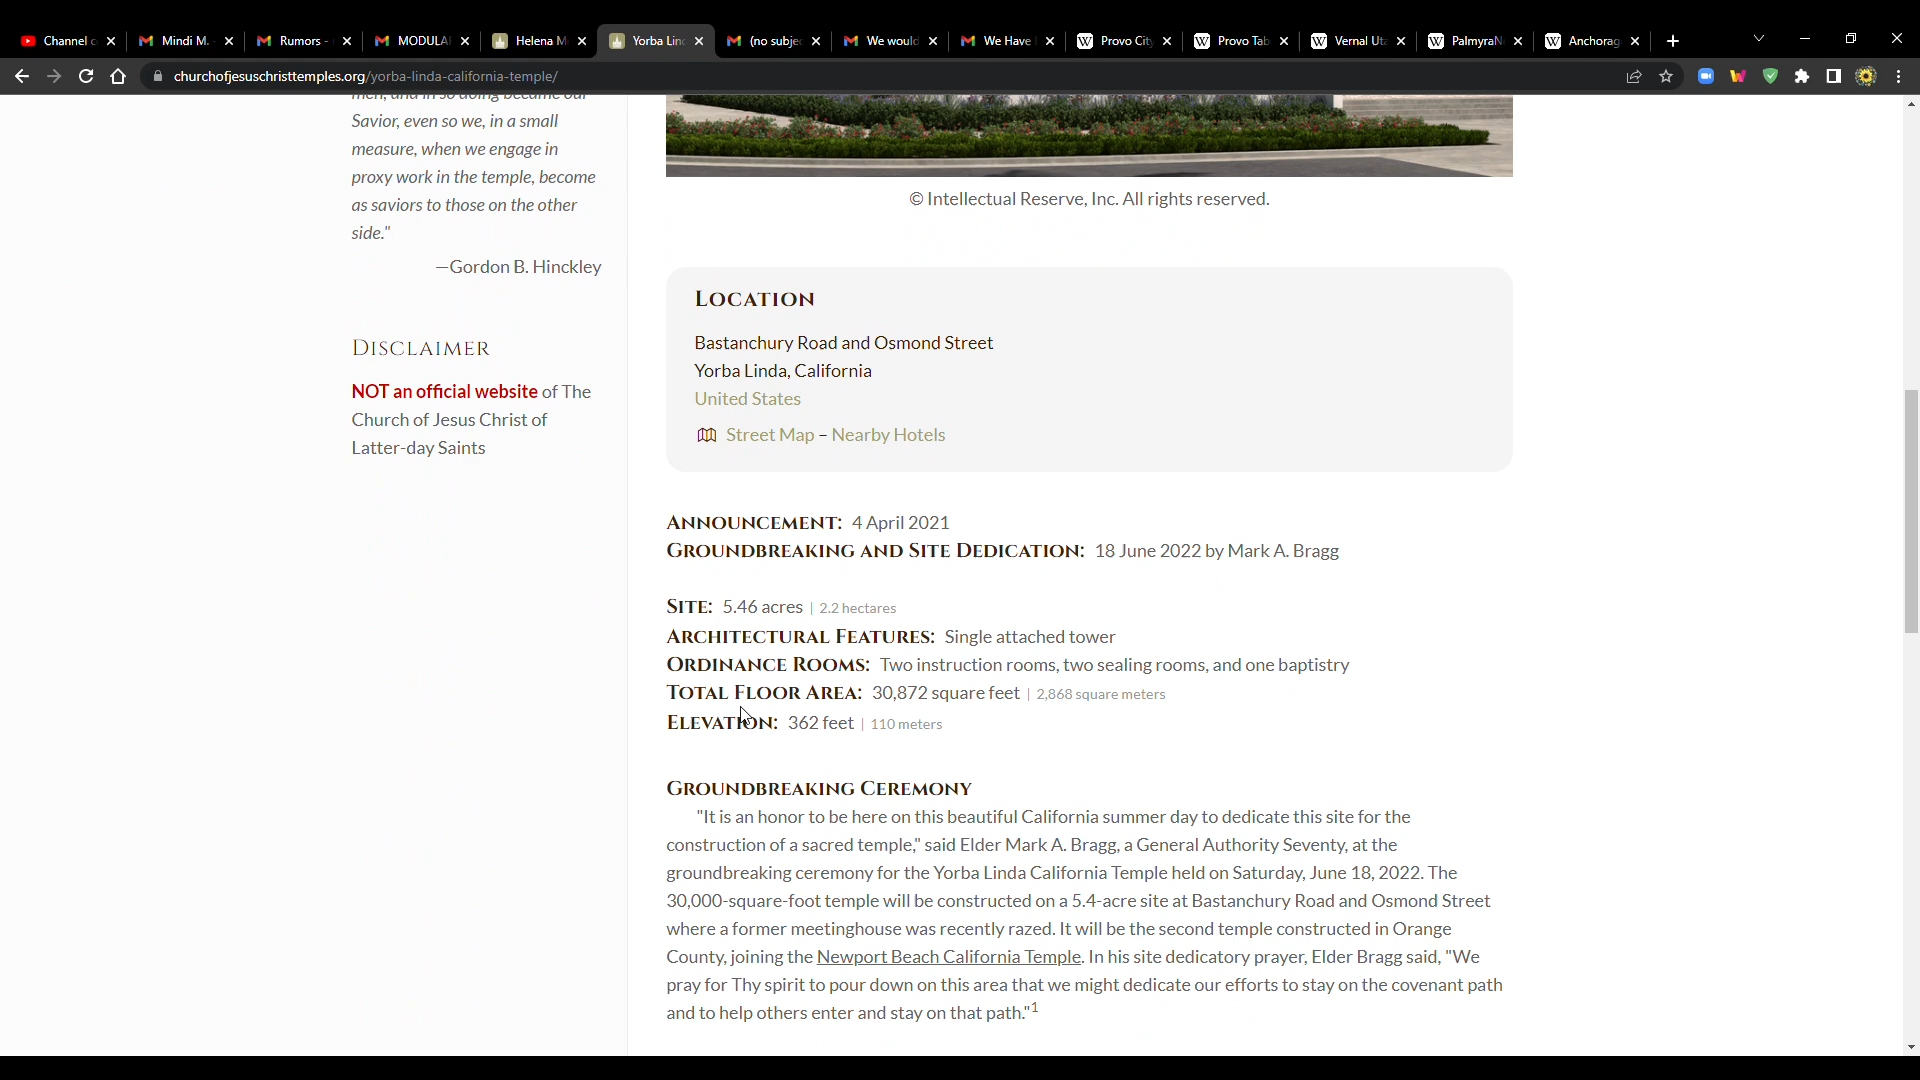 Channel c
Mindi M.
Rumors -
MODULA
Helena M
Yorba Lin
(no subje
We would
We Have
Provo City
Provo Tab
Vernal Ut
PalmyraN
Anchorag
churchofjesuschristtemples.org/yorba-linda-california-temple/
men, and in so doing became our
Savior, even so we, in a small
measure, when we engage in
proxy work in the temple, become
as saviors to those on the other
side."
—Gordon B. Hinckley
DISCLAIMER
NOT an official website of The
Church of Jesus Christ of
Latter-day Saints
© Intellectual Reserve, Inc. All rights reserved.
LOCATION
Bastanchury Road and Osmond Street
Yorba Linda, California
United States
Street Map – Nearby Hotels
ANNOUNCEMENT: 4 April 2021
GROUNDBREAKING AND SITE DEDICATION: 18 June 2022 by Mark A. Bragg
SITE: 5.46 acres | 2.2 hectares
ARCHITECTURAL FEATURES: Single attached tower
ORDINANCE ROOMS: Two instruction rooms, two sealing rooms, and one baptistry
TOTAL FLOOR AREA: 30,872 square feet | 2,868 square meters
ELEVATION: 362 feet | 110 meters
GROUNDBREAKING CEREMONY
"It is an honor to be here on this beautiful California summer day to dedicate this site for the
construction of a sacred temple," said Elder Mark A. Bragg, a General Authority Seventy, at the
groundbreaking ceremony for the Yorba Linda California Temple held on Saturday, June 18, 2022. The
30,000-square-foot temple will be constructed on a 5.4-acre site at Bastanchury Road and Osmond Street
where a former meetinghouse was recently razed. It will be the second temple constructed in Orange
County, joining the Newport Beach California Temple. In his site dedicatory prayer, Elder Bragg said, "We
pray for Thy spirit to pour down on this area that we might dedicate our efforts to stay on the covenant path
and to help others enter and stay on that path."1